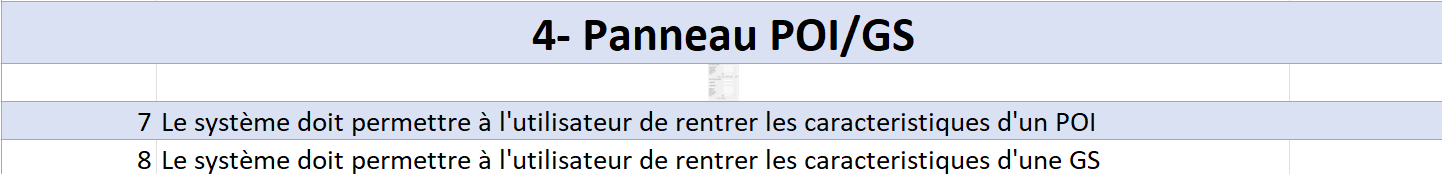 4- Panneau POI/GS
7 Le système doit permettre à l'utilisateur de rentrer les caracteristiques d'un POI
8 Le système doit permettre à l'utilisateur de rentrer les caracteristiques d'une GS